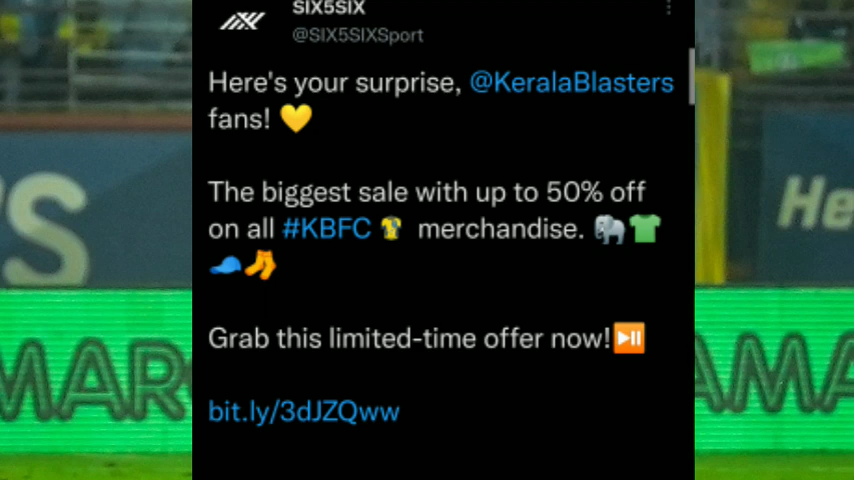 SIX5SIX
@SIX5SIXSport
Here's your surprise, @KeralaBlasters
fans! 💛
The biggest sale with up to 50% off
on all #KBFC merchandise. 🐘👕
🧢🧦
Grab this limited-time offer now!⏯️
bit.ly/3dJZQww